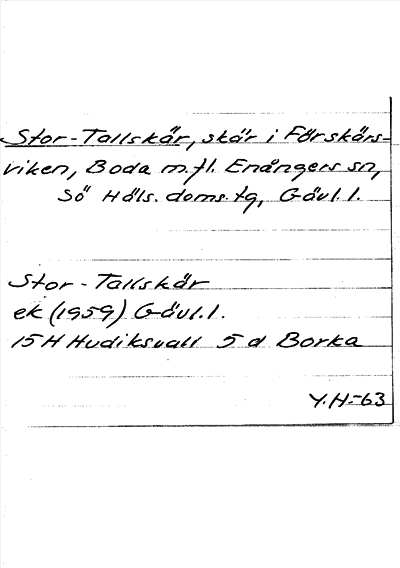 Stor-Tallskär, skär i Förskärs-
viken, Boda m.fl. Enångers sn,
Sö Häls. doms. tg, Gävl. l.
Stor-Tallskär
ek (1959) Gävl. l.
15 H Hudiksvall 5 d Borka
Y.H.-63